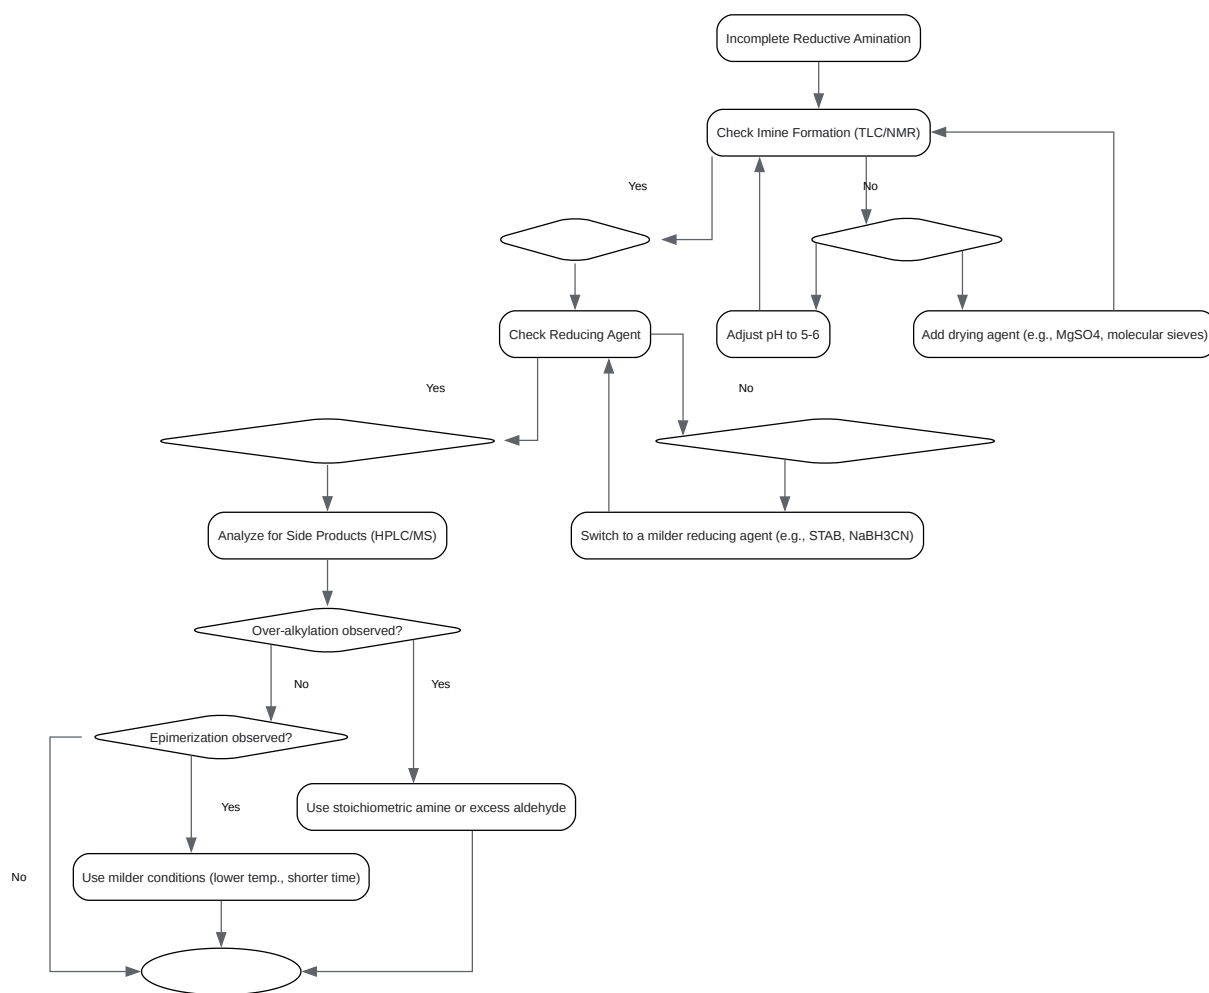 Incomplete Reductive Amination
Check Imine Formation (TLC/NMR)
Yes
No
Check Reducing Agent
Adjust pH to 5-6
Add drying agent (e.g., MgSO4, molecular sieves)
Yes
No
Analyze for Side Products (HPLC/MS)
Switch to a milder reducing agent (e.g., STAB, NaBH3CN)
Over-alkylation observed?
No
Yes
Epimerization observed?
Use stoichiometric amine or excess aldehyde
Yes
No
Use milder conditions (lower temp., shorter time)